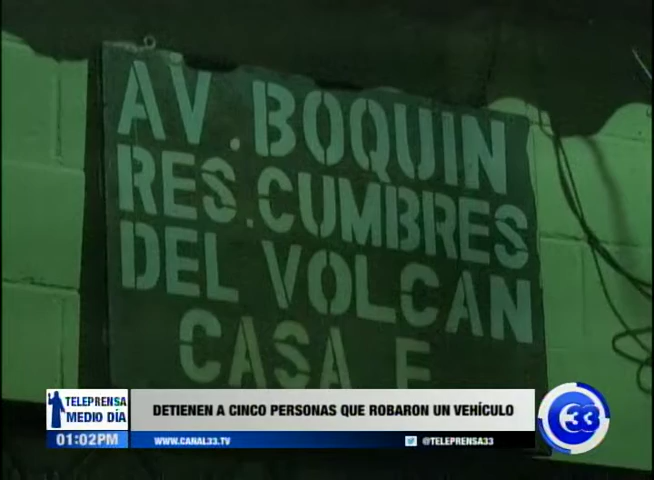 AV. BOQUIN
RES. CUMBRES
DEL VOLCAN
CASA
TELEPRENSA
MEDIO DÍA
DETIENEN A CINCO PERSONAS QUE ROBARON UN VEHÍCULO
33
01:02PM
WWW.CANAL33.TV
@TELEPRENSA33